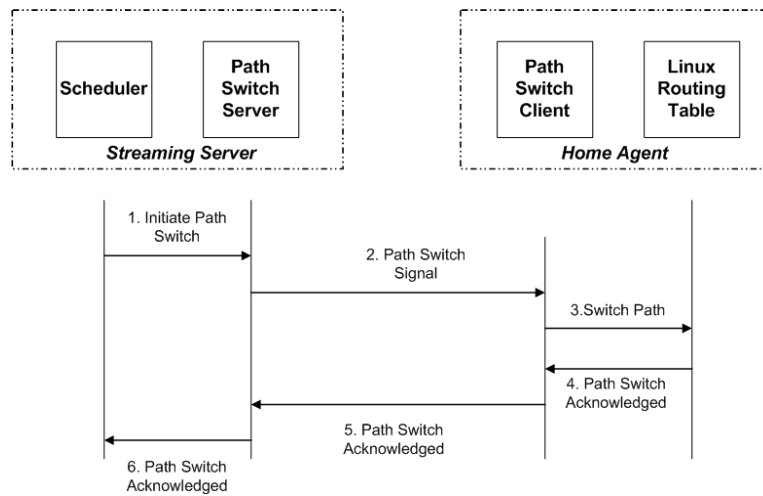 Scheduler
Path
Switch
Server
Streaming Server
Path
Switch
Client
Linux
Routing
Table
Home Agent
1. Initiate Path
Switch
2. Path Switch
Signal
3.Switch Path
4. Path Switch
Acknowledged
5. Path Switch
Acknowledged
6. Path Switch
Acknowledged